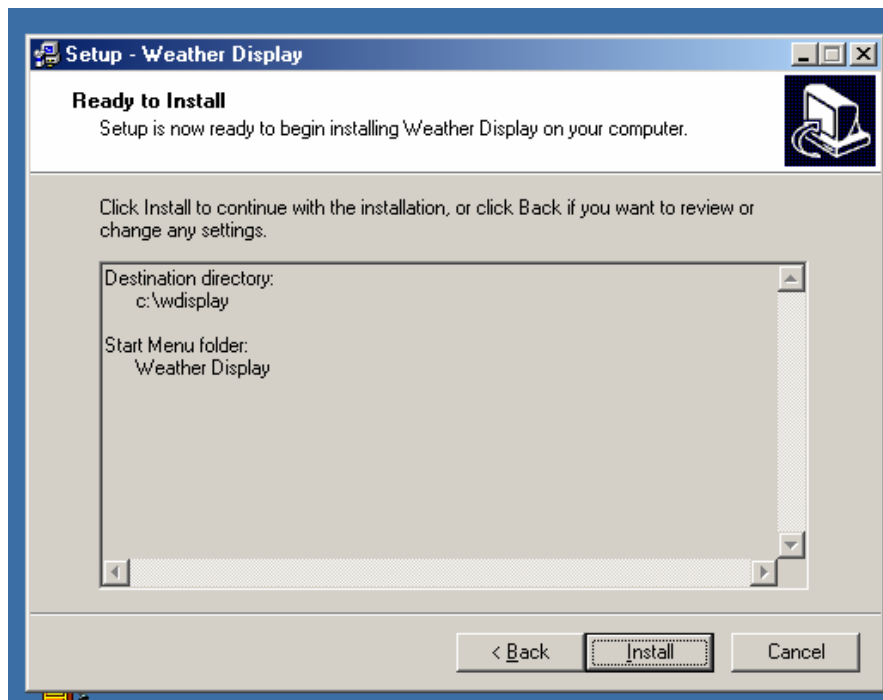 Setup - Weather Display
Ready to Install
Setup is now ready to begin installing Weather Display on your computer.
Click Install to continue with the installation, or click Back if you want to review or
change any settings.
Destination directory:
c:\wdisplay
Start Menu folder:
Weather Display
< Back
Install
Cancel